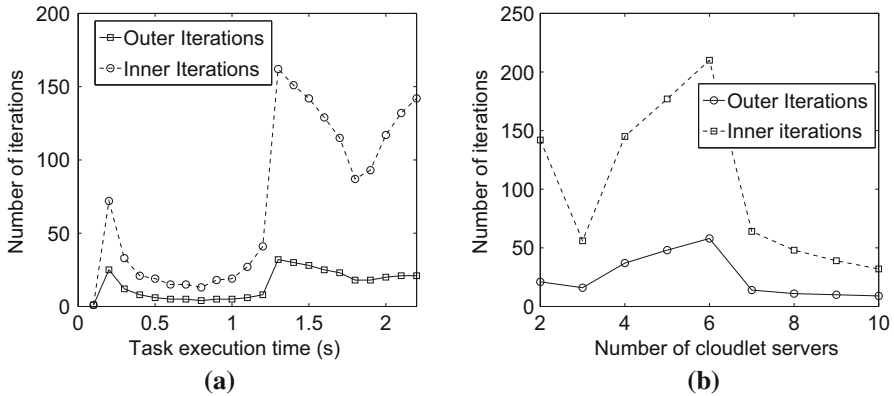 200
150
100
50
0
Number of iterations
Outer Iterations
Inner Iterations
0
0.5
1
1.5
2
Task execution time (s)
(a)
250
200
150
100
50
0
Number of iterations
Outer Iterations
Inner iterations
2
4
6
8
10
Number of cloudlet servers
(b)